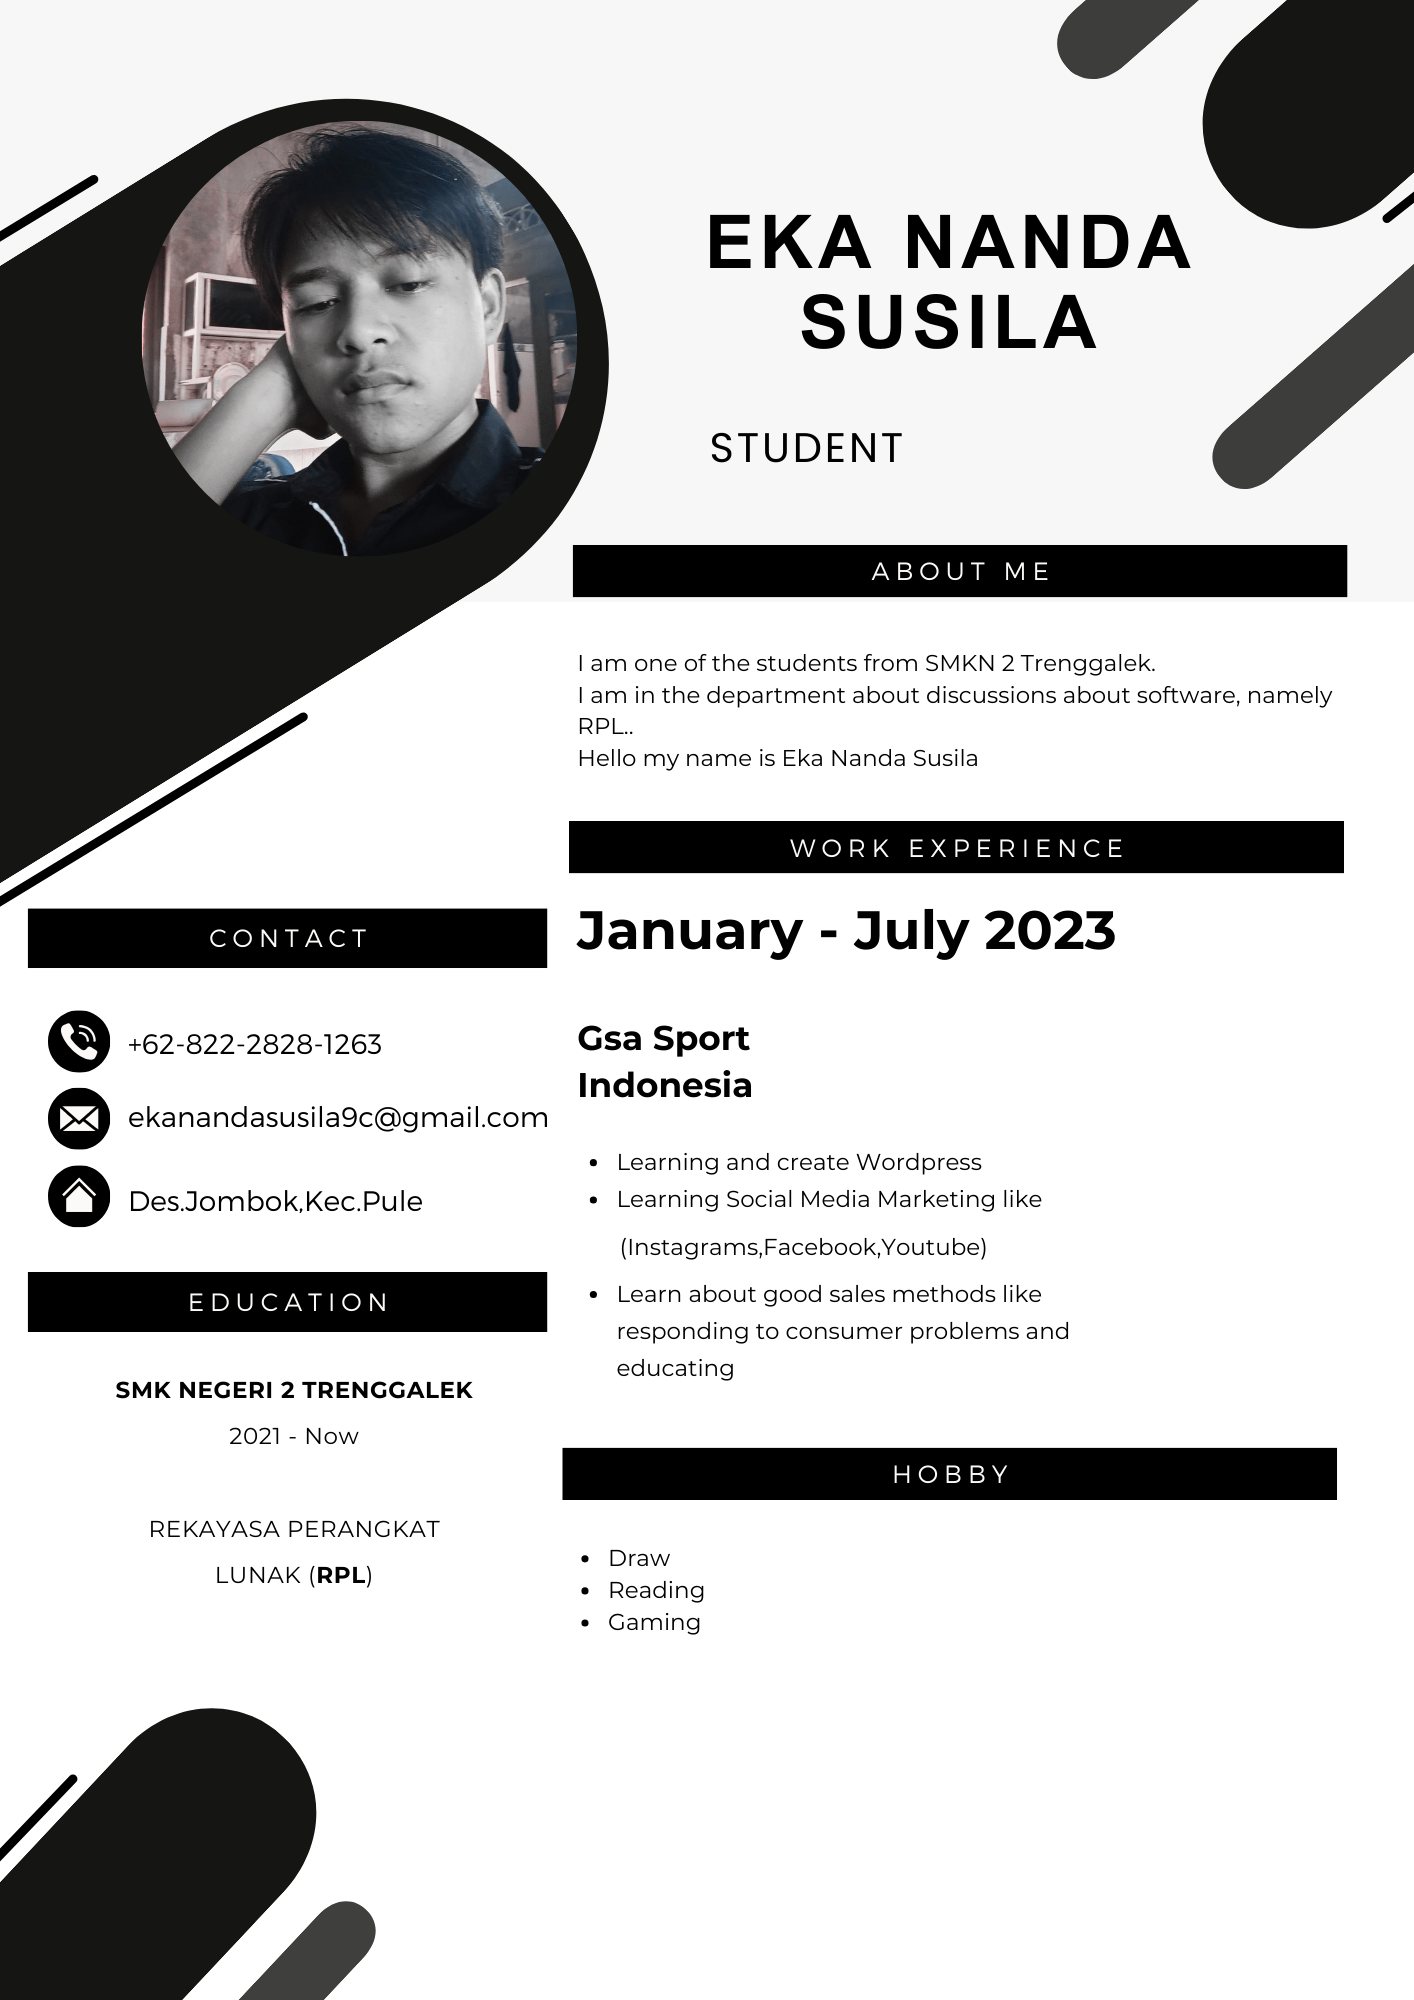 EKA NANDA
SUSILA
STUDENT
ABOUT ME
I am one of the students from SMKN 2 Trenggalek.
I am in the department about discussions about software, namely
RPL..
Hello my name is Eka Nanda Susila
WORK EXPERIENCE
January - July 2023
Gsa Sport
Indonesia
• Learning and create Wordpress
• Learning Social Media Marketing like
(Instagrams,Facebook,Youtube)
• Learn about good sales methods like
responding to consumer problems and
educating
HOBBY
• Draw
• Reading
• Gaming
CONTACT
+62-822-2828-1263
ekanandasusila9c@gmail.com
Des.Jombok,Kec.Pule
EDUCATION
SMK NEGERI 2 TRENGGALEK
2021 - Now
REKAYASA PERANGKAT
LUNAK (RPL)